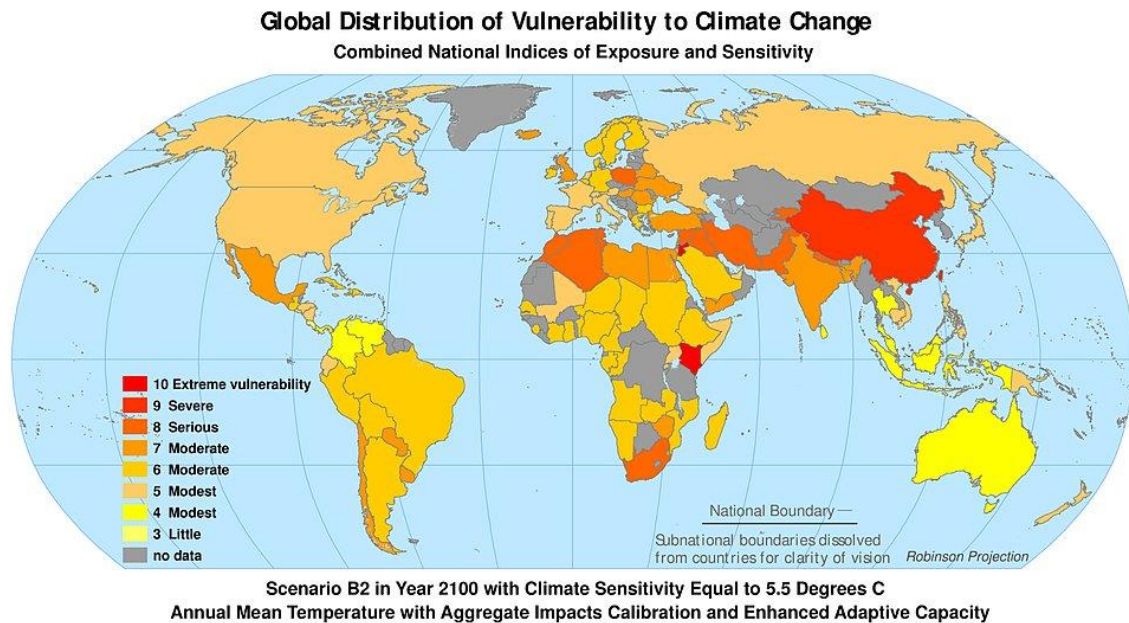 Global Distribution of Vulnerability to Climate Change
Combined National Indices of Exposure and Sensitivity
10 Extreme vulnerability
9 Severe
8 Serious
7 Moderate
6 Moderate
5 Modest
4 Modest
3 Little
no data
National Boundary —
Subnational boundaries dissolved
from countries for clarity of vision
Robinson Projection
Scenario B2 in Year 2100 with Climate Sensitivity Equal to 5.5 Degrees C
Annual Mean Temperature with Aggregate Impacts Calibration and Enhanced Adaptive Capacity